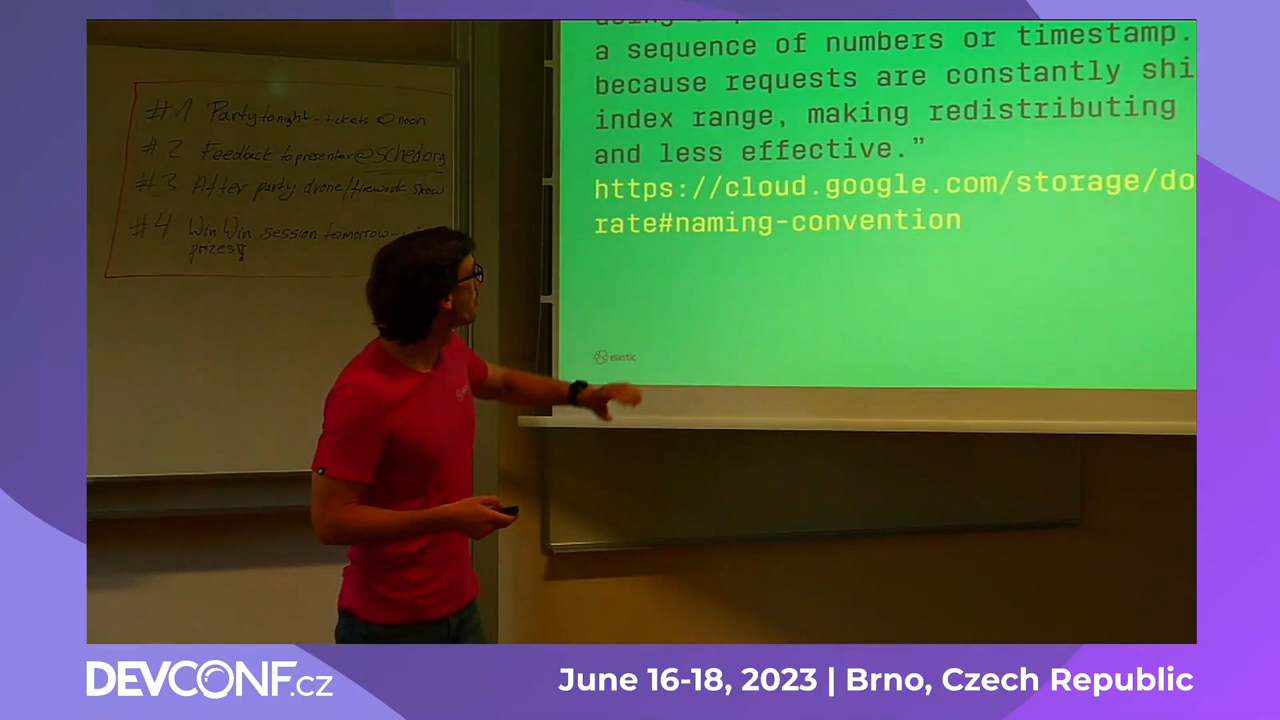 #1 Party tonight - tickets @ noon
#2 Feedback to presenter @sched.org
#3 After party drone/firework show
#4 Win Win session tomorrow -
prizes!
a sequence of numbers or timestamp.
because requests are constantly shi
index range, making redistributing
and less effective.”
https://cloud.google.com/storage/do
rate#naming-convention
elastic
DEVCONF.cz
June 16-18, 2023 | Brno, Czech Republic